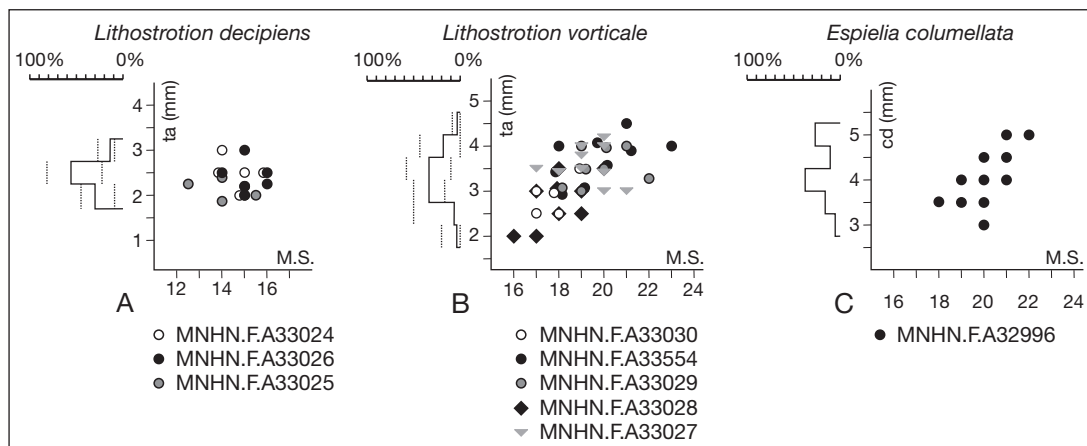 Lithostrotion decipiens
100% 0%
ta (mm)
4
3
2
1
M.S.
12 14 16
A
MNHN.F.A33024
MNHN.F.A33026
MNHN.F.A33025
Lithostrotion vorticale
100% 0%
ta (mm)
5
4
3
2
M.S.
16 18 20 22 24
B
MNHN.F.A33030
MNHN.F.A33554
MNHN.F.A33029
MNHN.F.A33028
MNHN.F.A33027
Espielia columellata
100% 0%
cd (mm)
5
4
3
M.S.
16 18 20 22 24
C
MNHN.F.A32996